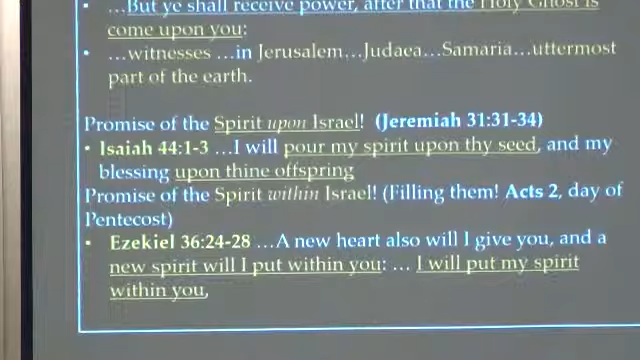 • …But ye shall receive power, after that the Holy Ghost is
come upon you:
• …witnesses …in Jerusalem…Judaea…Samaria…uttermost
part of the earth.
Promise of the Spirit upon Israel! (Jeremiah 31:31-34)
• Isaiah 44:1-3 …I will pour my spirit upon thy seed, and my
blessing upon thine offspring
Promise of the Spirit within Israel! (Filling them! Acts 2, day of
Pentecost)
• Ezekiel 36:24-28 …A new heart also will I give you, and a
new spirit will I put within you: … I will put my spirit
within you,